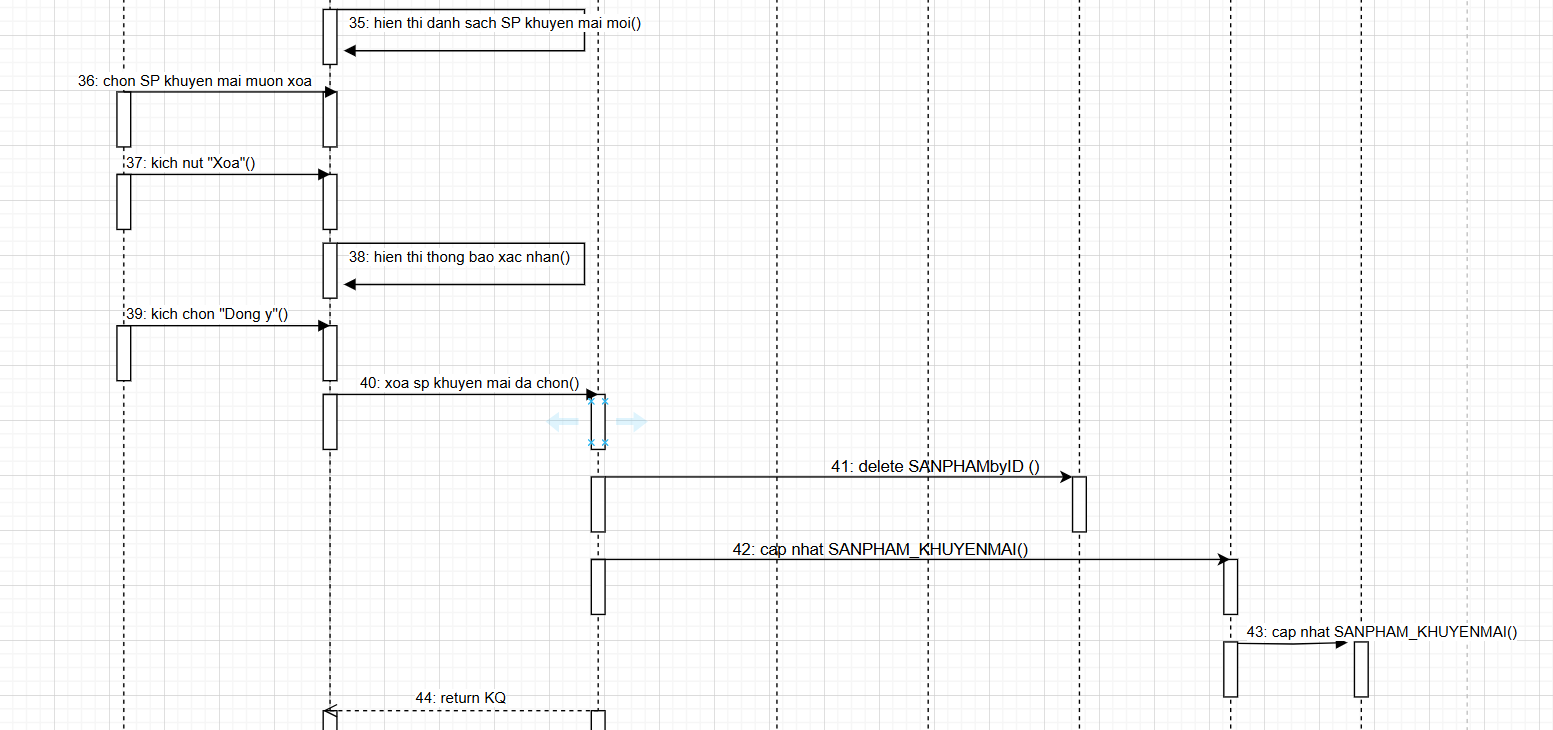 35: hien thi danh sach SP khuyen mai moi()
36: chon SP khuyen mai muon xoa
37: kich nut "Xoa"()
38: hien thi thong bao xac nhan()
39: kich chon "Dong y"()
40: xoa sp khuyen mai da chon()
41: delete SANPHAMbyID ()
42: cap nhat SANPHAM_KHUYENMAI()
43: cap nhat SANPHAM_KHUYENMAI()
44: return KQ